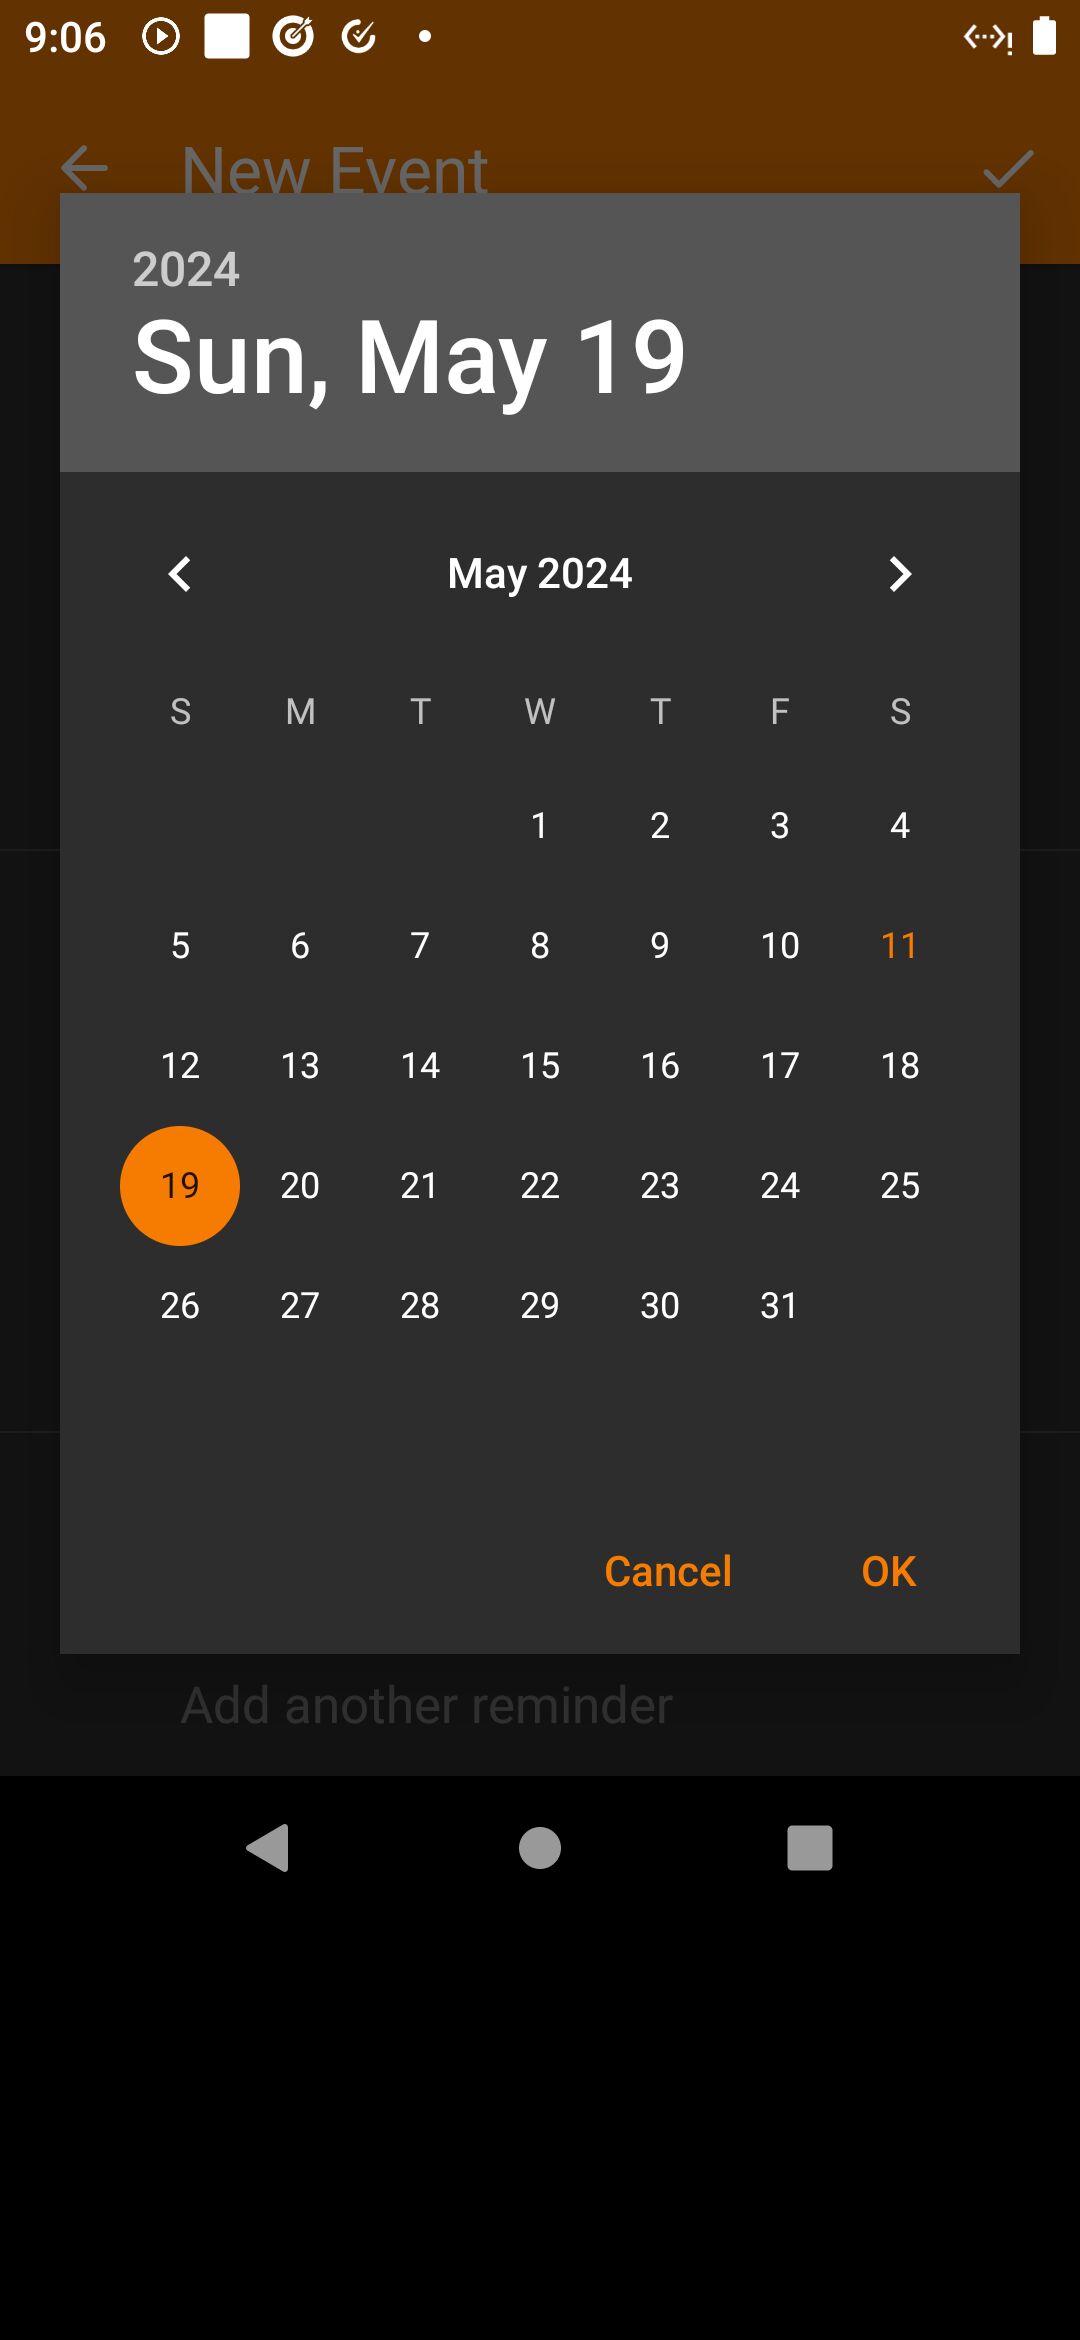 9:06
New Event
2024
Sun, May 19
May 2024
S M T W T F S
1 2 3 4
5 6 7 8 9 10 11
12 13 14 15 16 17 18
19 20 21 22 23 24 25
26 27 28 29 30 31
Cancel OK
Add another reminder